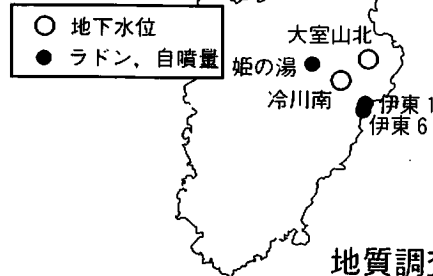 ○ 地下水位
● ラドン，自噴量
大室山北
姫の湯
冷川南
伊東1
伊東6
地質調